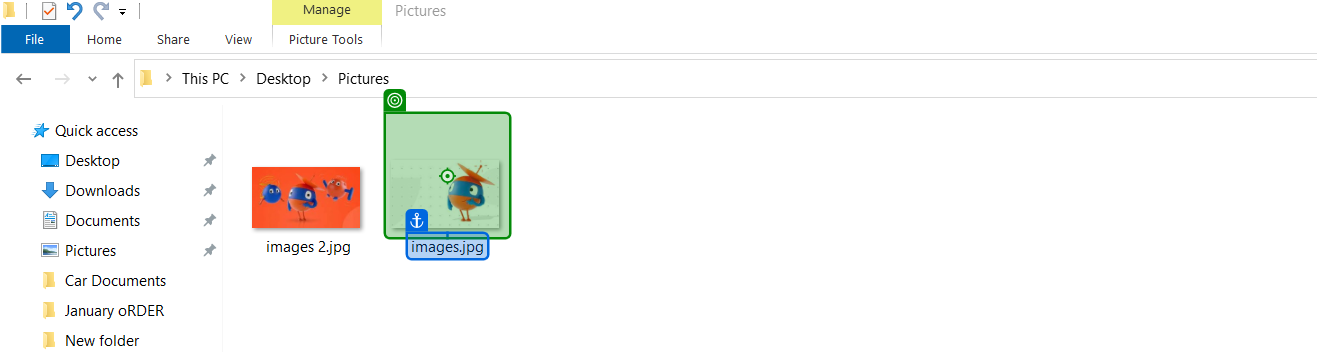 Manage
Pictures
File
Home
Share
View
Picture Tools
This PC
Desktop
Pictures
Quick access
Desktop
Downloads
Documents
Pictures
Car Documents
January oRDER
New folder
images 2.jpg
images.jpg